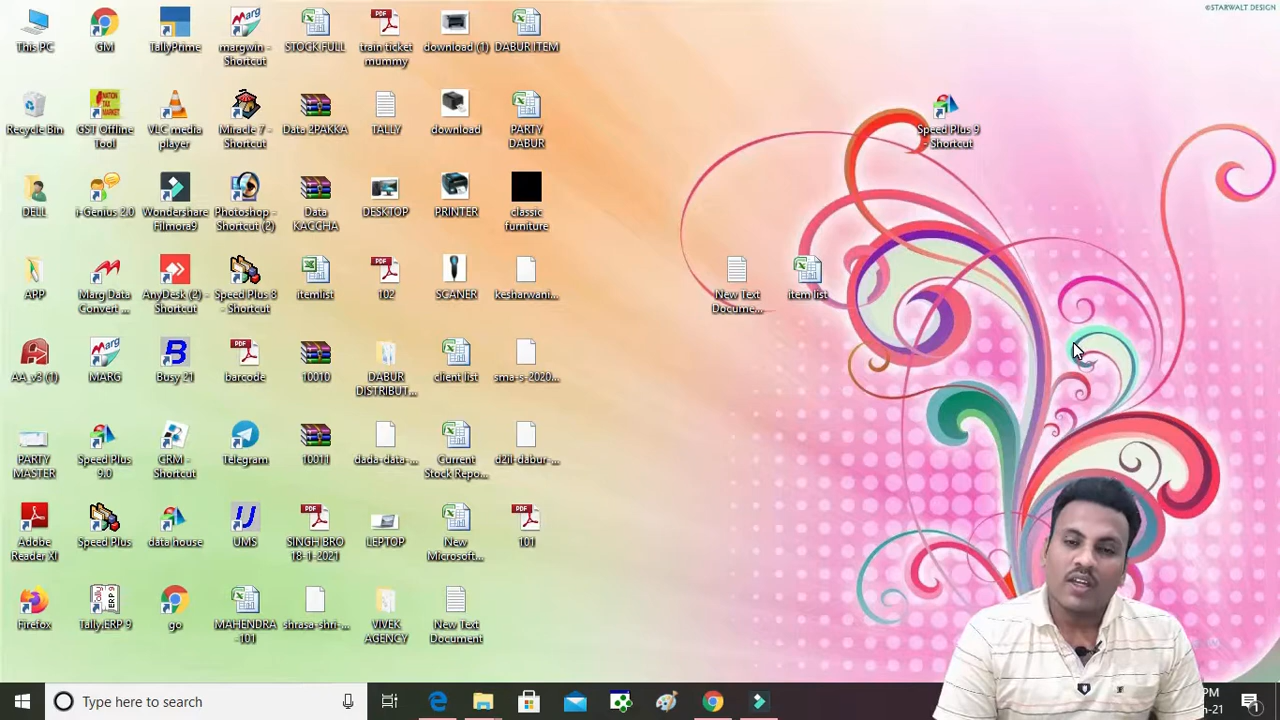 ©STARWALT DESIGN
This PC
GM
TallyPrime
margwin -
Shortcut
STOCK FULL
train ticket
mummy
download (1)
DABUR ITEM
Recycle Bin
GST Offline
Tool
VLC media
player
Miracle 7 -
Shortcut
Data 2PAKKA
TALLY
download
PARTY
DABUR
Speed Plus 9
- Shortcut
DELL
i-Genius 2.0
Wondershare
Filmora9
Photoshop -
Shortcut (2)
Data
KACCHA
DESKTOP
PRINTER
classic
furniture
APP
Marg Data
Convert ...
AnyDesk (2) -
Shortcut
Speed Plus 8
- Shortcut
itemlist
102
SCANER
kesharwani...
New Text
Docume...
item list
AA_v3 (1)
MARG
Busy 21
barcode
10010
DABUR
DISTRIBUT...
client list
sma-s-2020...
PARTY
MASTER
Speed Plus
9.0
CRM -
Shortcut
Telegram
10011
dada-data-...
Current
Stock Repo...
d2il-dabur-...
Adobe
Reader XI
Speed Plus
data house
UMS
SINGH BRO
18-1-2021
LEPTOP
New
Microsoft...
101
Firefox
Tally.ERP 9
go
MAHENDRA
-101
shrasa-shri-...
VIVEK
AGENCY
New Text
Document
Type here to search
PM
-21